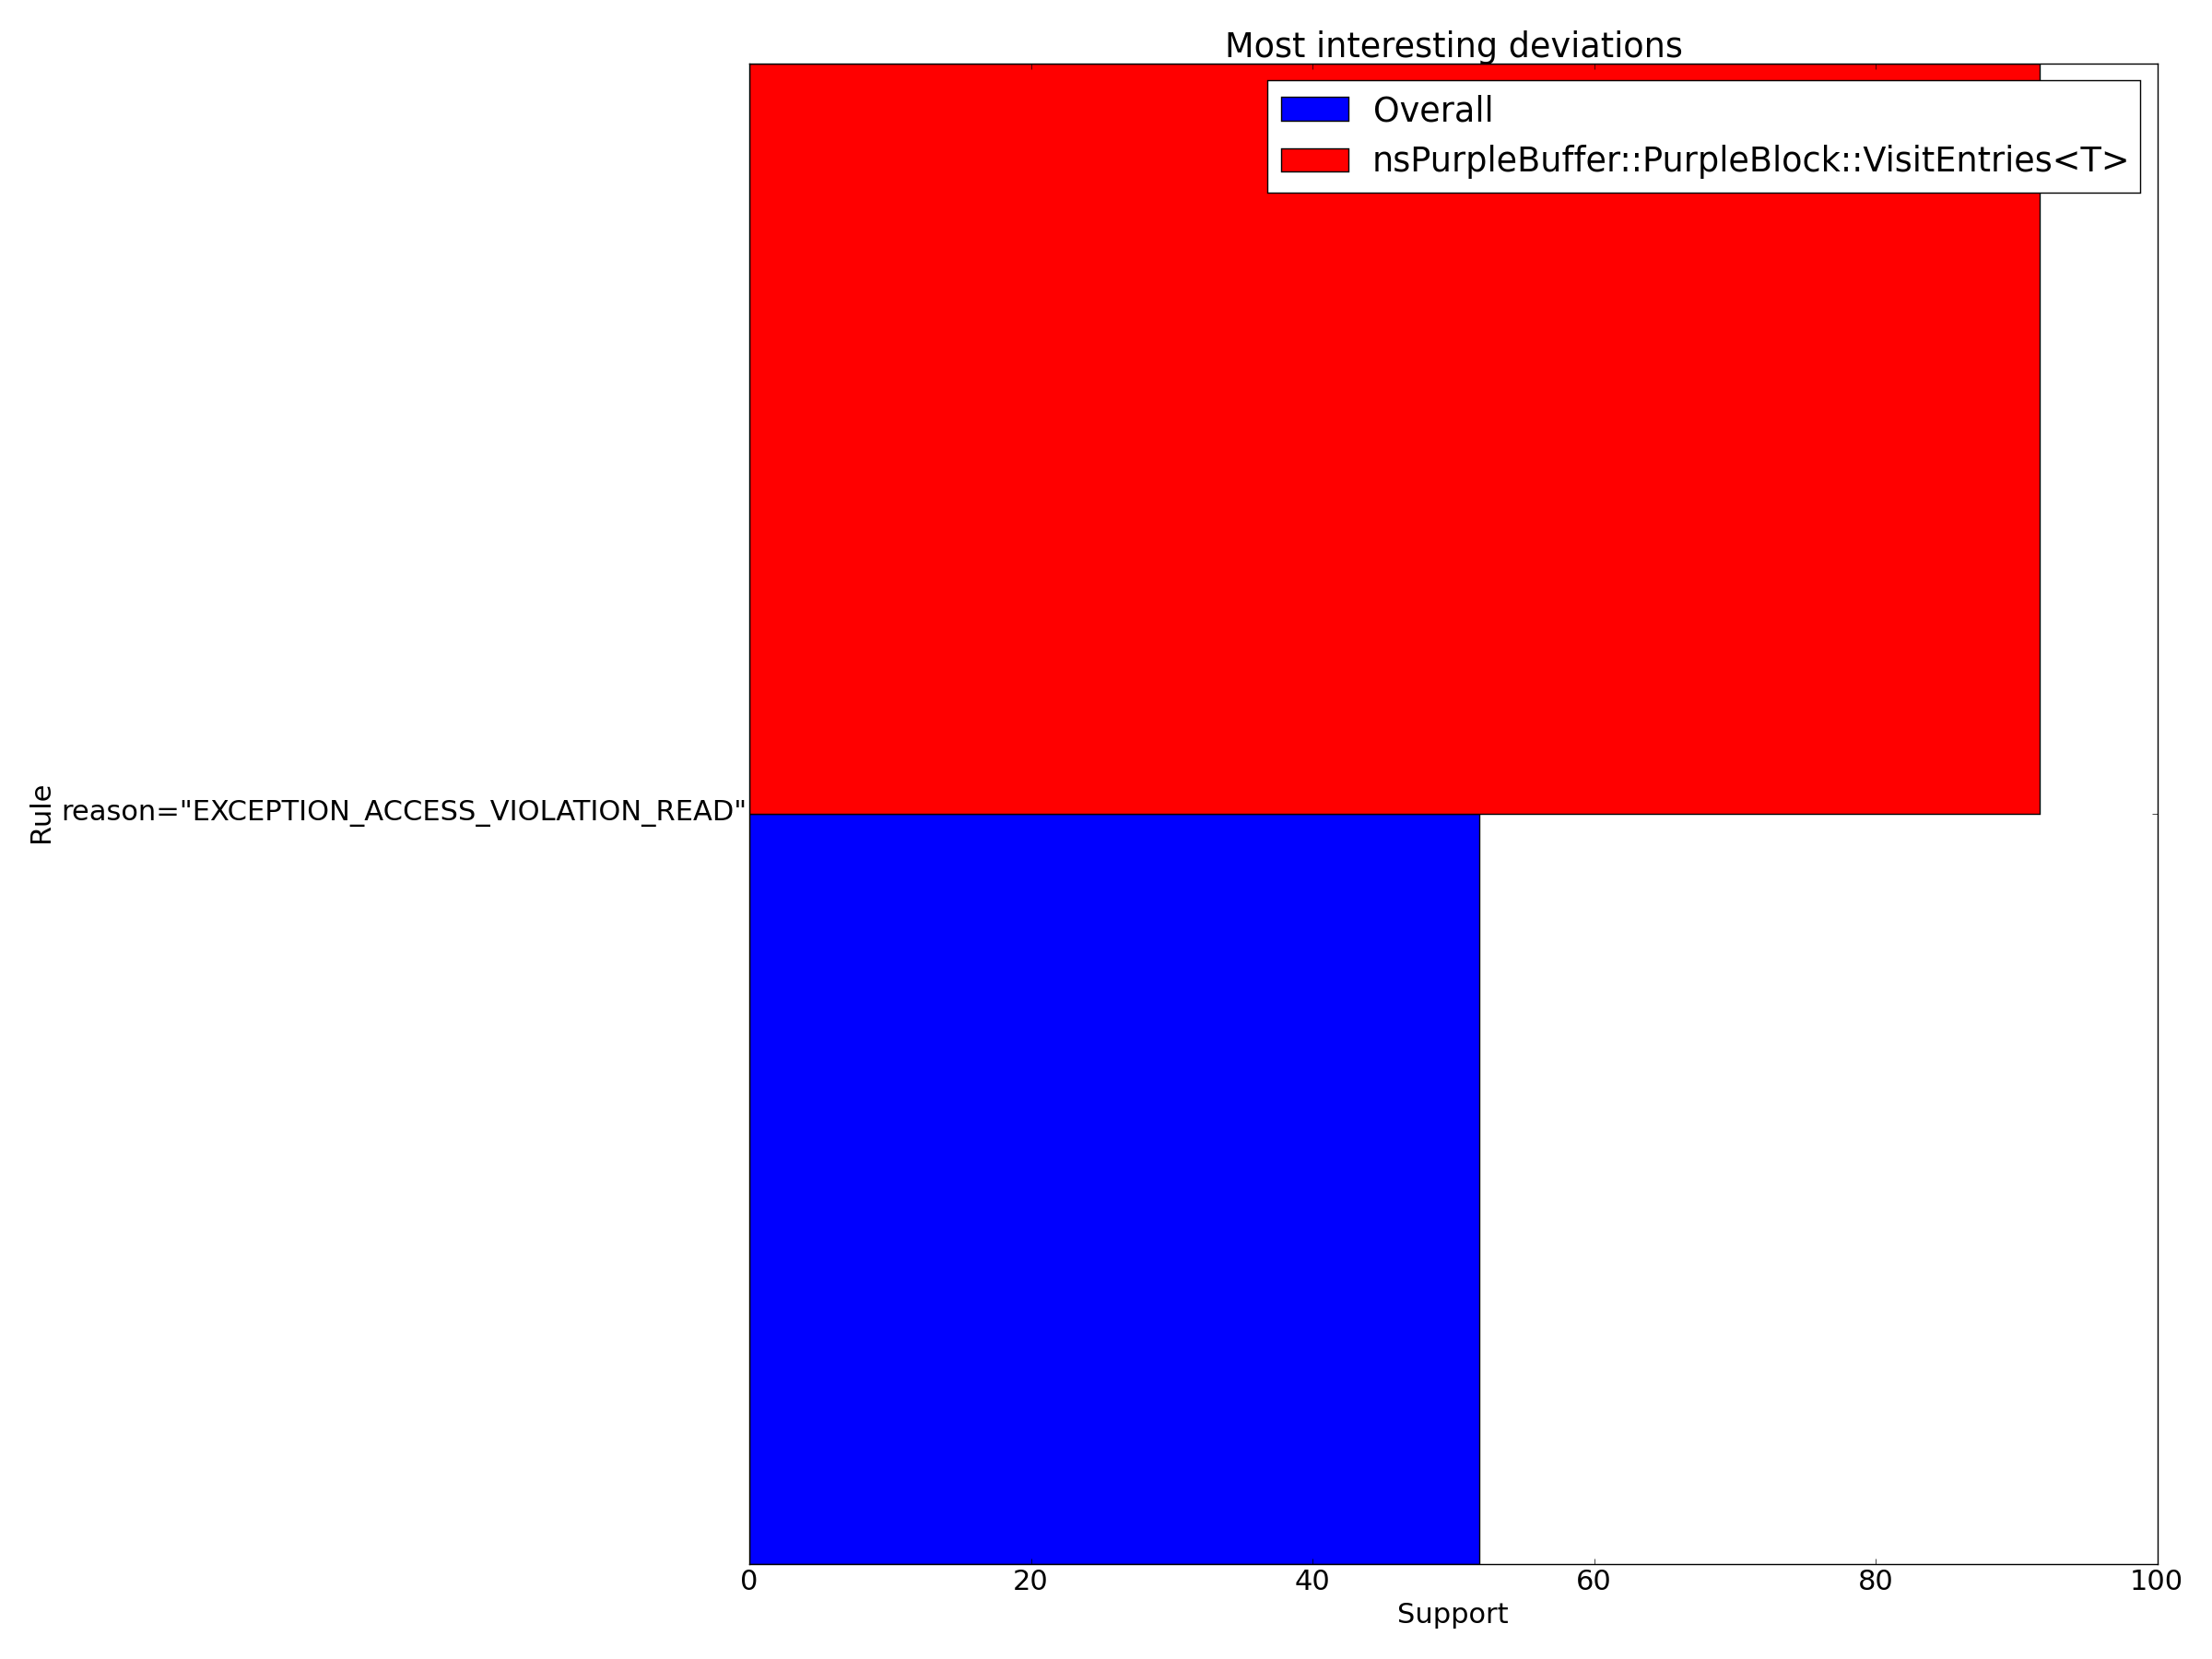 Most interesting deviations
Overall
nsPurpleBuffer::PurpleBlock::VisitEntries<T>
Rule
reason="EXCEPTION_ACCESS_VIOLATION_READ"
0 20 40 60 80 100
Support